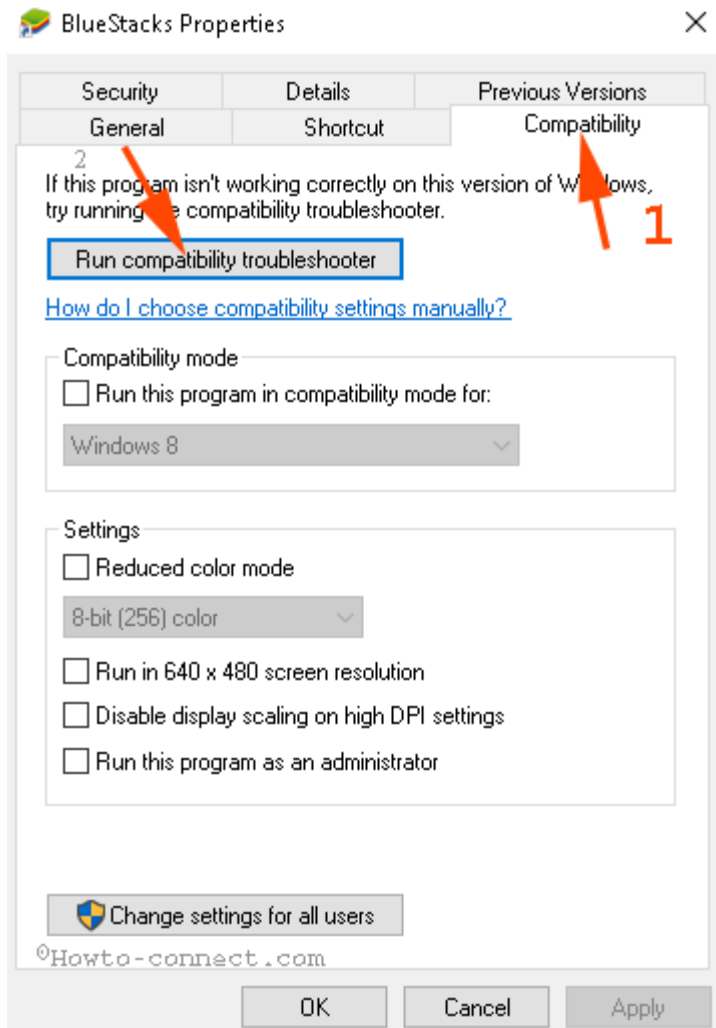 BlueStacks Properties
Security Details Previous Versions
General Shortcut Compatibility
1
2
If this program isn't working correctly on this version of Windows,
try running the compatibility troubleshooter.
Run compatibility troubleshooter
How do I choose compatibility settings manually?
Compatibility mode
Run this program in compatibility mode for:
Windows 8
Settings
Reduced color mode
8-bit (256) color
Run in 640 x 480 screen resolution
Disable display scaling on high DPI settings
Run this program as an administrator
Change settings for all users
©Howto-connect.com
OK Cancel Apply